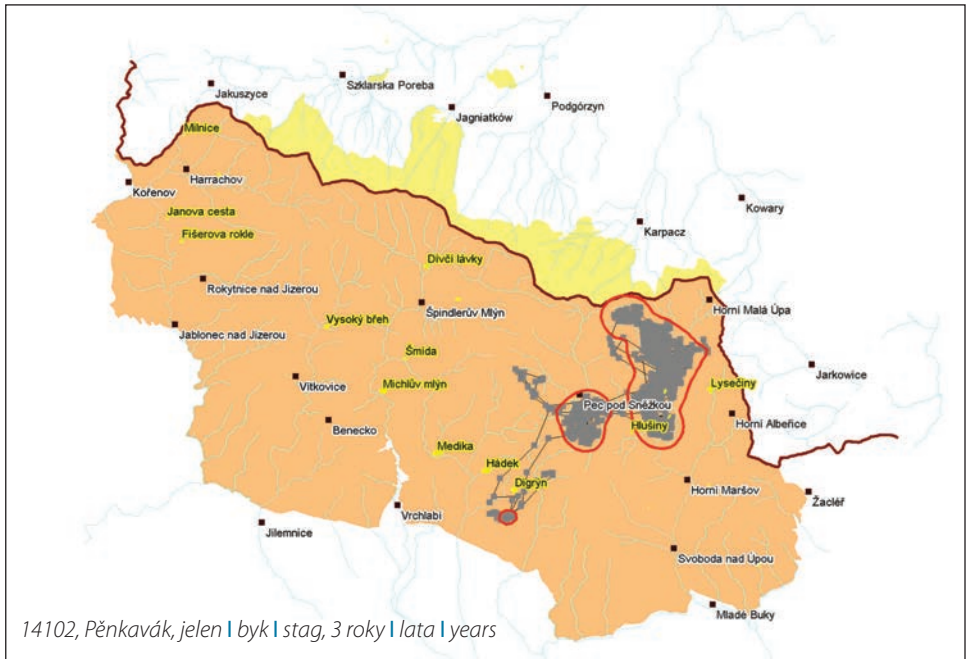 Szklarska Poreba
Jakuszyce
Podgórzyn
Jagniatków
Milnice
Harrachov
Kořenov
Kowary
Janova cesta
Karpacz
Fišerova rokle
Dívčí lávky
Rokytnice nad Jizerou
Špindlerův Mlýn
Horní Malá Úpa
Vysoký břeh
Jablonec nad Jizerou
Šmída
Jarkowice
Vítkovice
Michlův mlýn
Lysečiny
Pec pod Sněžkou
Horní Albeřice
Benecko
Hlušiny
Medika
Hádek
Horní Maršov
Digrýn
Žacléř
Vrchlabí
Jilemnice
Svoboda nad Úpou
Mladé Buky
14102, Pěnkavák, jelen I byk I stag, 3 roky I lata I years